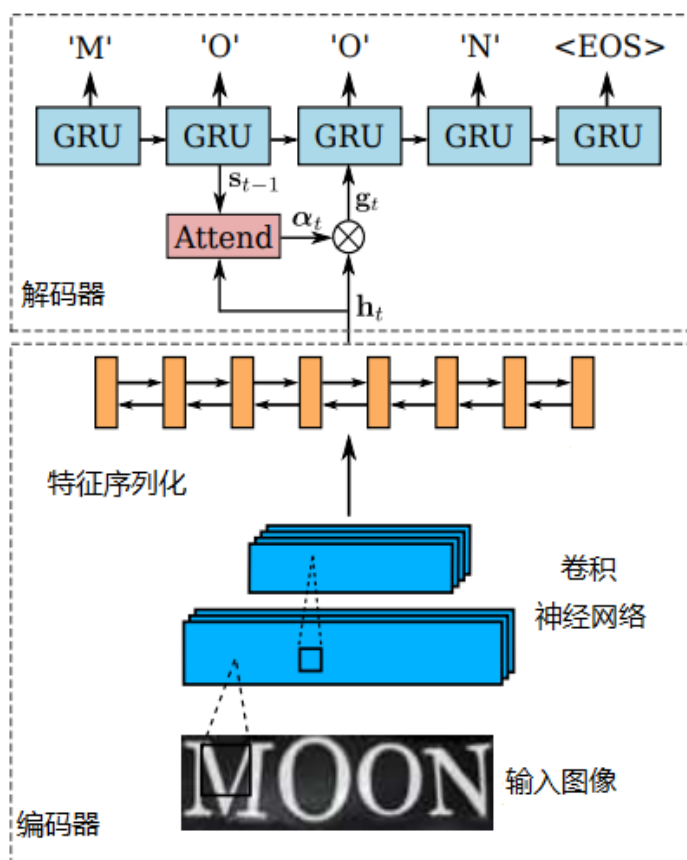 'M' 'O' 'O' 'N' <EOS>
GRU GRU GRU GRU GRU
s_{t-1}
g_t
Attend
α_t
h_t
解码器
特征序列化
卷积
神经网络
MOON
输入图像
编码器